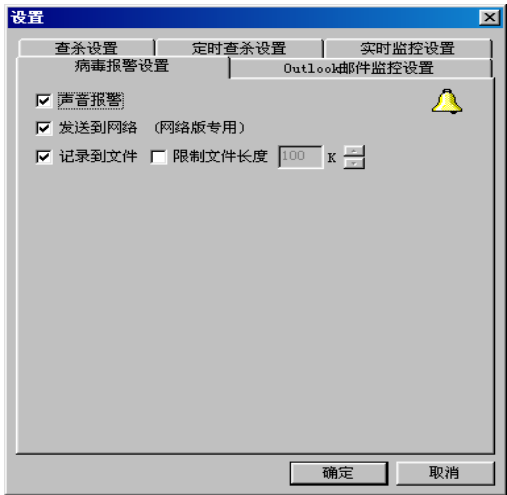 设置
查杀设置 定时查杀设置 实时监控设置
病毒报警设置 Outlook邮件监控设置
声音报警
发送到网络 (网络版专用)
记录到文件 限制文件长度 100 K
确定 取消